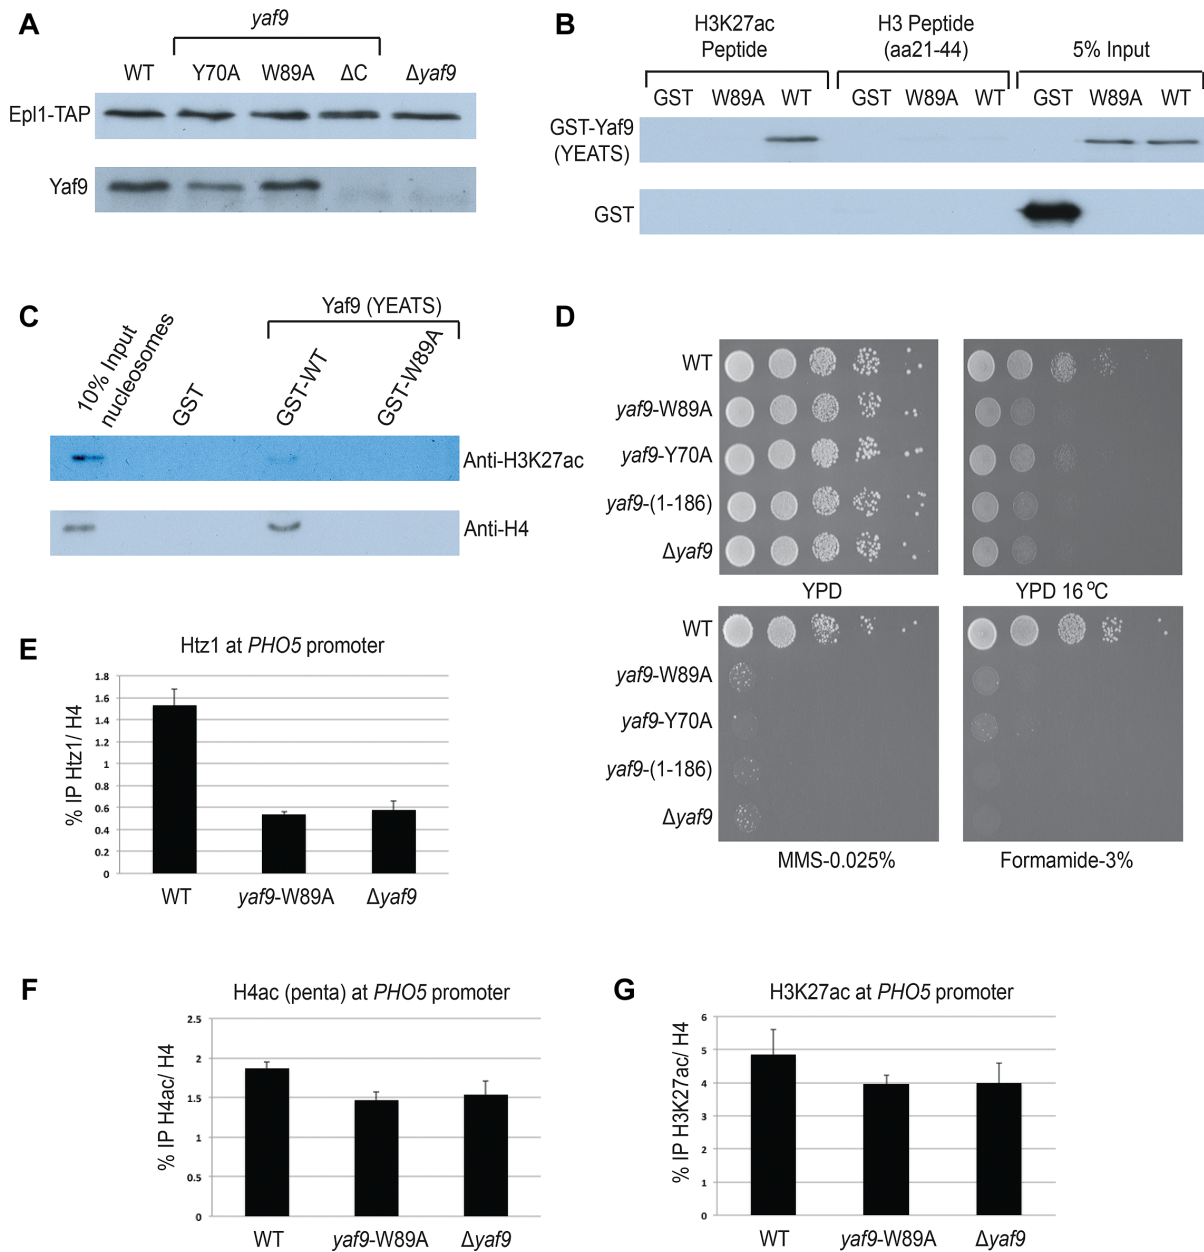 A
yaf9
WT Y70A W89A ΔC Δyaf9
Epl1-TAP
Yaf9
B
H3K27ac Peptide
H3 Peptide (aa21-44)
5% Input
GST W89A WT GST W89A WT GST W89A WT
GST-Yaf9 (YEATS)
GST
C
Yaf9 (YEATS)
10% Input nucleosomes
GST
GST-WT
GST-W89A
Anti-H3K27ac
Anti-H4
D
WT
yaf9-W89A
yaf9-Y70A
yaf9-(1-186)
Δyaf9
YPD
YPD 16 ºC
WT
yaf9-W89A
yaf9-Y70A
yaf9-(1-186)
Δyaf9
MMS-0.025%
Formamide-3%
E
Htz1 at PHO5 promoter
% IP Htz1/ H4
1.8
1.6
1.4
1.2
1
0.8
0.6
0.4
0.2
0
WT yaf9-W89A Δyaf9
F
H4ac (penta) at PHO5 promoter
% IP H4ac/ H4
2.5
2
1.5
1
0.5
0
WT yaf9-W89A Δyaf9
G
H3K27ac at PHO5 promoter
% IP H3K27ac/ H4
6
5
4
3
2
1
0
WT yaf9-W89A Δyaf9